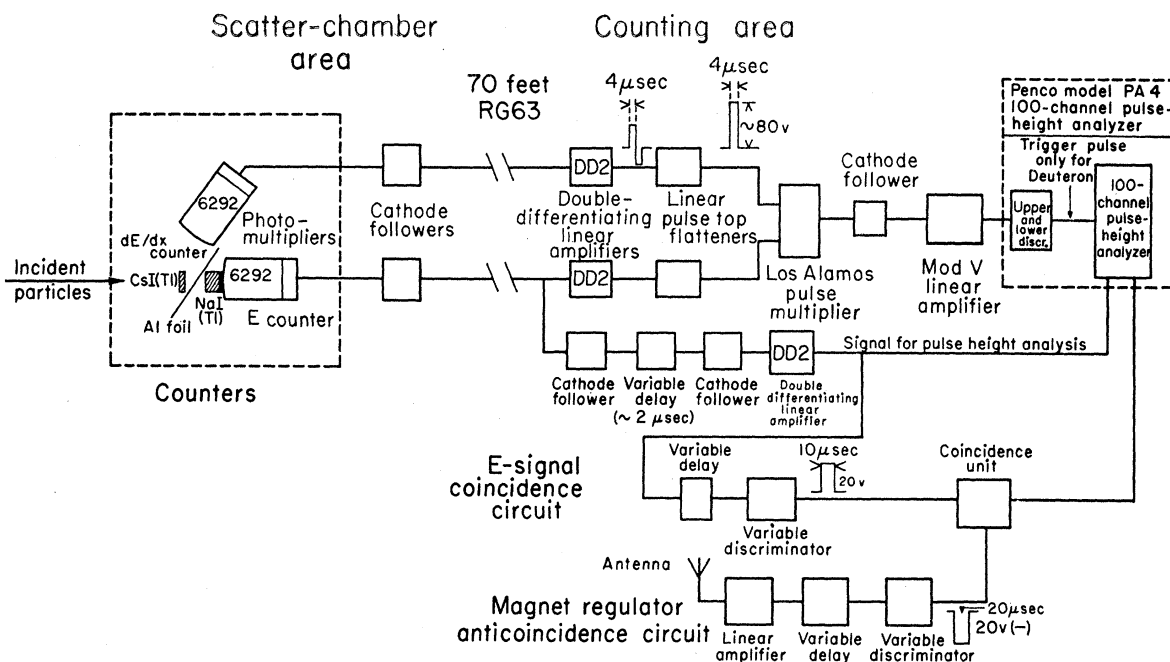 Scatter-chamber
area
Counting area
70 feet
RG63
4μsec
4μsec
~80v
Penco model PA 4
100-channel pulse-
height analyzer
Trigger pulse
only for
Deuteron
6292
DD2
Cathode
follower
Upper
and
lower
discr.
100-
channel
pulse-
height
analyzer
Photo-
multipliers
Cathode
followers
Double-
differentiating
linear
amplifiers
Linear
pulse top
flatteners
dE/dx
counter
Incident
particles
CsI(Tl)
6292
DD2
Los Alamos
pulse
multiplier
Mod V
linear
amplifier
NaI
(Tl)
Al foil
E counter
Counters
DD2
Signal for pulse height analysis
Cathode
follower
Variable
delay
(~ 2 μsec)
Cathode
follower
Double
differentiating
linear
amplifier
E-signal
coincidence
circuit
Variable
delay
10μsec
20v
Coincidence
unit
Variable
discriminator
Antenna
Magnet regulator
anticoincidence circuit
Linear
amplifier
Variable
delay
Variable
discriminator
20μsec
20v(-)